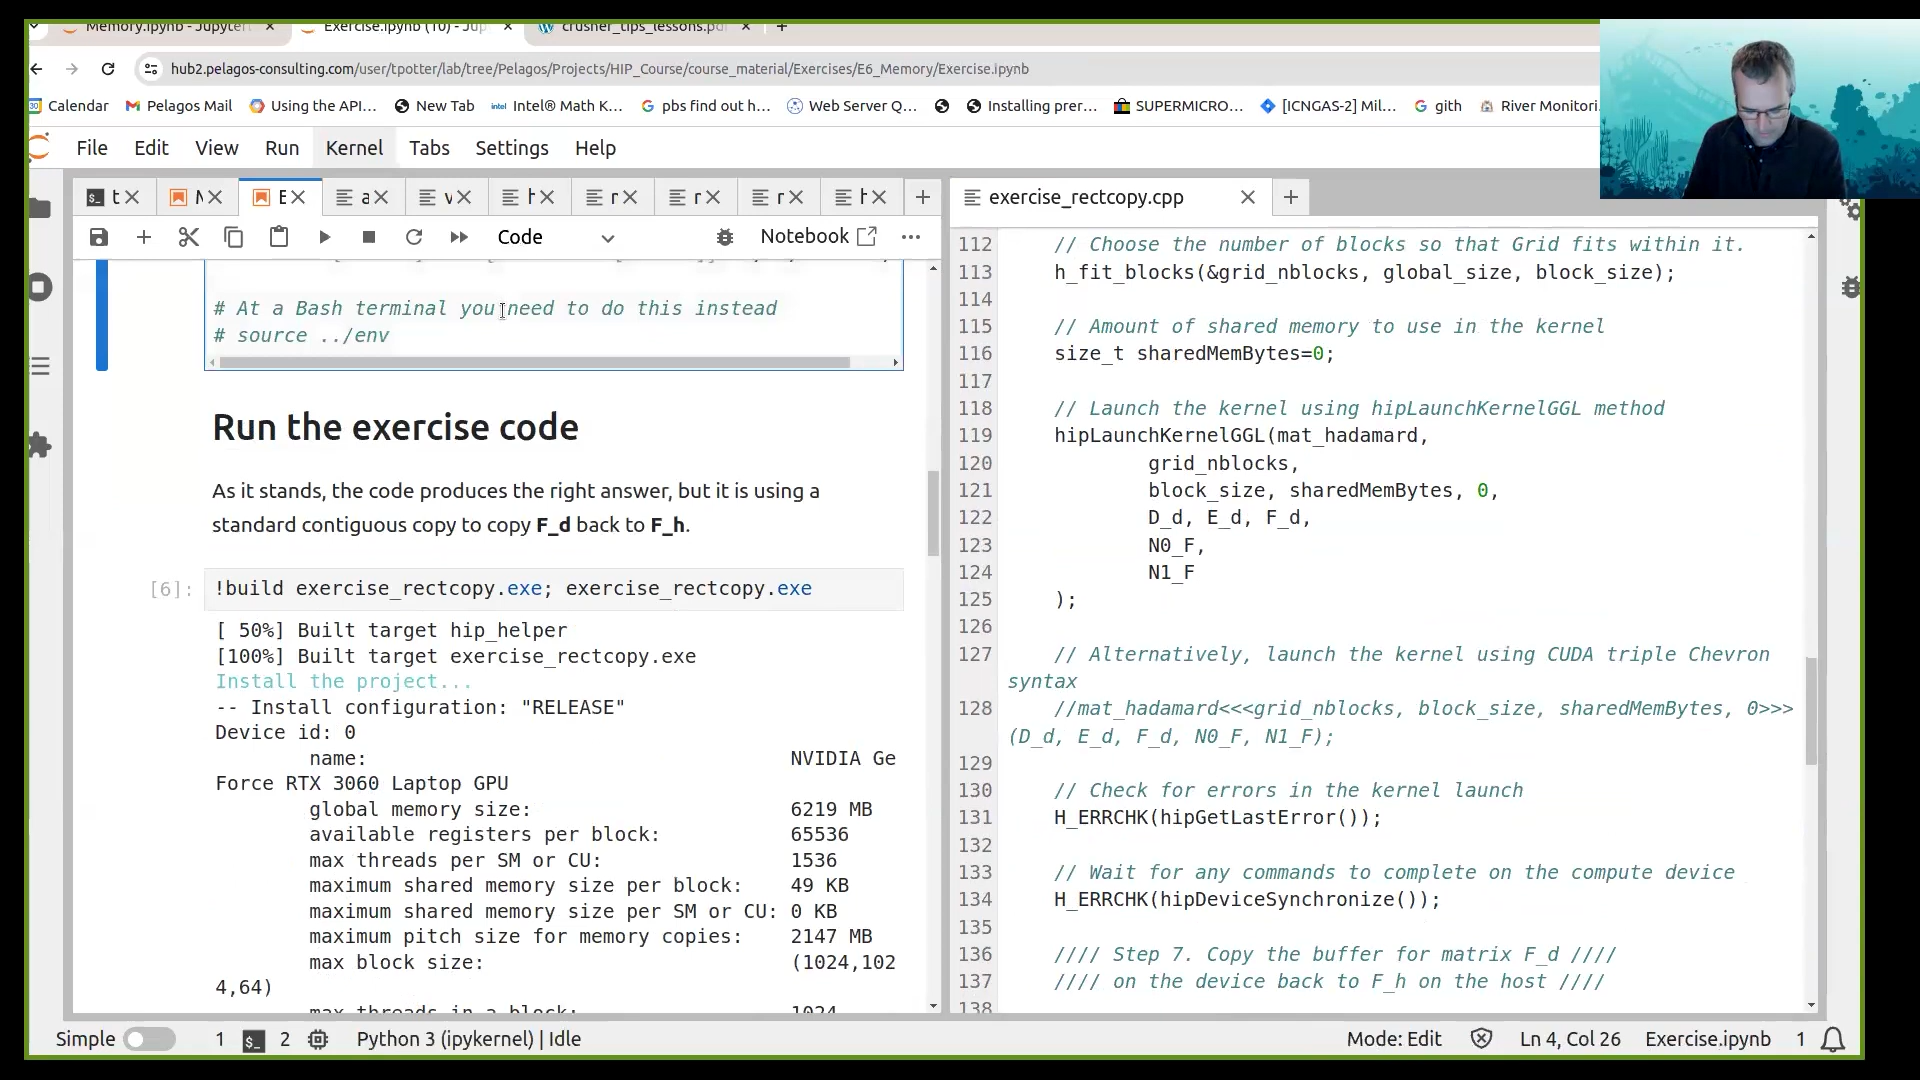 Memory.ipynb - Jupyter
Exercise.ipynb (10) - Jup
crusher_tips_lessons.pd
hub2.pelagos-consulting.com/user/tpotter/lab/tree/Pelagos/Projects/HIP_Course/course_material/Exercises/E6_Memory/Exercise.ipynb
Calendar
Pelagos Mail
Using the API...
New Tab
intel Intel® Math K...
pbs find out h...
Web Server Q...
Installing prer...
SUPERMICRO...
[ICNGAS-2] Mil...
gith
River Monitori
File Edit View Run Kernel Tabs Settings Help
t
E
a
v
h
r
r
r
h
exercise_rectcopy.cpp
Code
Notebook
# At a Bash terminal you need to do this instead
# source ../env
Run the exercise code
As it stands, the code produces the right answer, but it is using a
standard contiguous copy to copy F_d back to F_h.
[6]:
!build exercise_rectcopy.exe; exercise_rectcopy.exe
[ 50%] Built target hip_helper
[100%] Built target exercise_rectcopy.exe
Install the project...
-- Install configuration: "RELEASE"
Device id: 0
name: NVIDIA Ge
Force RTX 3060 Laptop GPU
global memory size: 6219 MB
available registers per block: 65536
max threads per SM or CU: 1536
maximum shared memory size per block: 49 KB
maximum shared memory size per SM or CU: 0 KB
maximum pitch size for memory copies: 2147 MB
max block size: (1024,102
4,64)
max threads in a block: 1024
112 // Choose the number of blocks so that Grid fits within it.
113 h_fit_blocks(&grid_nblocks, global_size, block_size);
114
115 // Amount of shared memory to use in the kernel
116 size_t sharedMemBytes=0;
117
118 // Launch the kernel using hipLaunchKernelGGL method
119 hipLaunchKernelGGL(mat_hadamard,
120 grid_nblocks,
121 block_size, sharedMemBytes, 0,
122 D_d, E_d, F_d,
123 N0_F,
124 N1_F
125 );
126
127 // Alternatively, launch the kernel using CUDA triple Chevron
syntax
128 //mat_hadamard<<<grid_nblocks, block_size, sharedMemBytes, 0>>>
(D_d, E_d, F_d, N0_F, N1_F);
129
130 // Check for errors in the kernel launch
131 H_ERRCHK(hipGetLastError());
132
133 // Wait for any commands to complete on the compute device
134 H_ERRCHK(hipDeviceSynchronize());
135
136 //// Step 7. Copy the buffer for matrix F_d ////
137 //// on the device back to F_h on the host ////
138
Simple
1
2
Python 3 (ipykernel) | Idle
Mode: Edit
Ln 4, Col 26
Exercise.ipynb
1